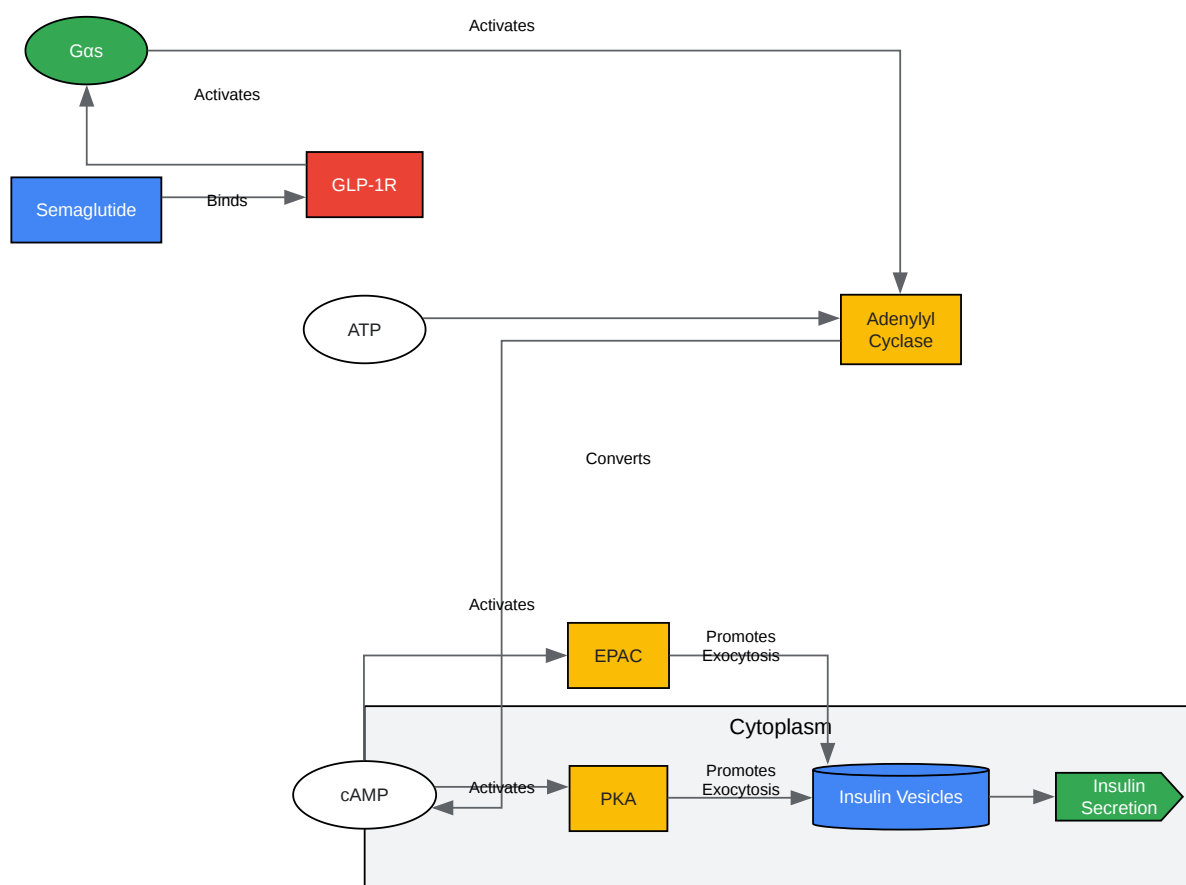 Activates
Gαs
Activates
GLP-1R
Binds
Semaglutide
ATP
Adenylyl
Cyclase
Converts
Activates
Promotes
Exocytosis
EPAC
Cytoplasm
Promotes
Exocytosis
Activates
cAMP
PKA
Insulin Vesicles
Insulin
Secretion